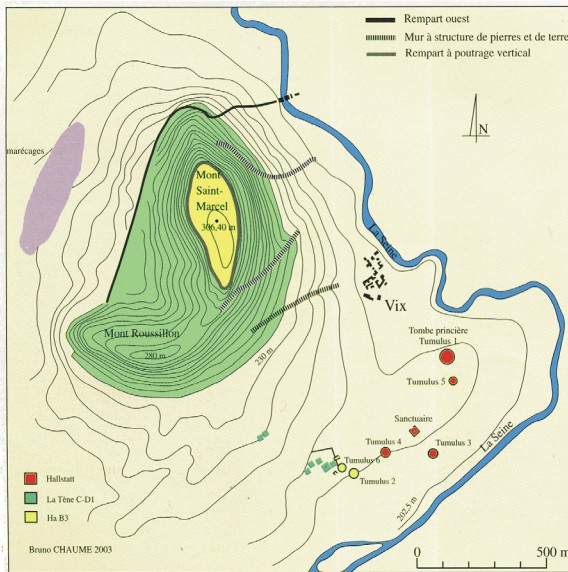 Rempart ouest
Mur à structure de pierres et de terre
Rempart à poutrage vertical
N
marécages
Mont
Saint-
Marcel
306,40 m
La Seine
Vix
Mont Roussillon
280 m
230 m
Tombe princière
Tumulus 1
Tumulus 5
Sanctuaire
La Seine
Tumulus 4
Tumulus 3
Tumulus 6
Tumulus 2
202,5 m
Hallstatt
La Tène C-D1
Ha B3
Bruno CHAUME 2003
0 500 m